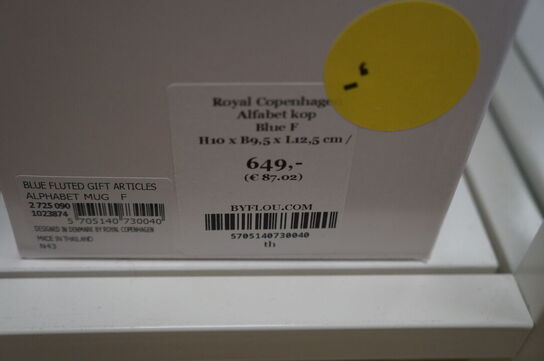 Royal Copenhagen
Alfabet kop
Blue F
H10 x B9,5 x L12,5 cm /
649,-
(€ 87.02)
BYFLOU.COM
5705140730040
th
BLUE FLUTED GIFT ARTICLES
ALPHABET MUG F
2 725 090
1023874
5 705140 730040
DESIGNED IN DENMARK BY ROYAL COPENHAGEN
MADE IN THAILAND
N43